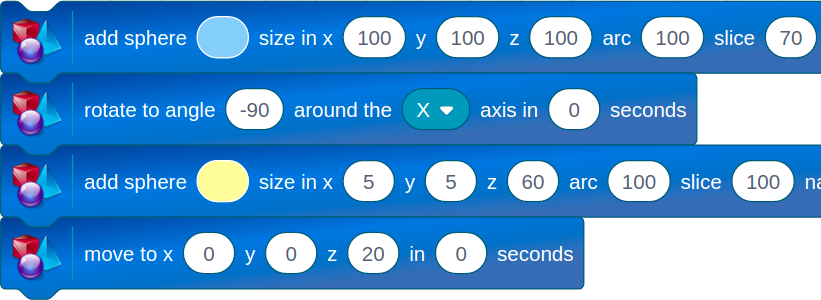 add sphere size in x 100 y 100 z 100 arc 100 slice 70
rotate to angle -90 around the X axis in 0 seconds
add sphere size in x 5 y 5 z 60 arc 100 slice 100 na
move to x 0 y 0 z 20 in 0 seconds